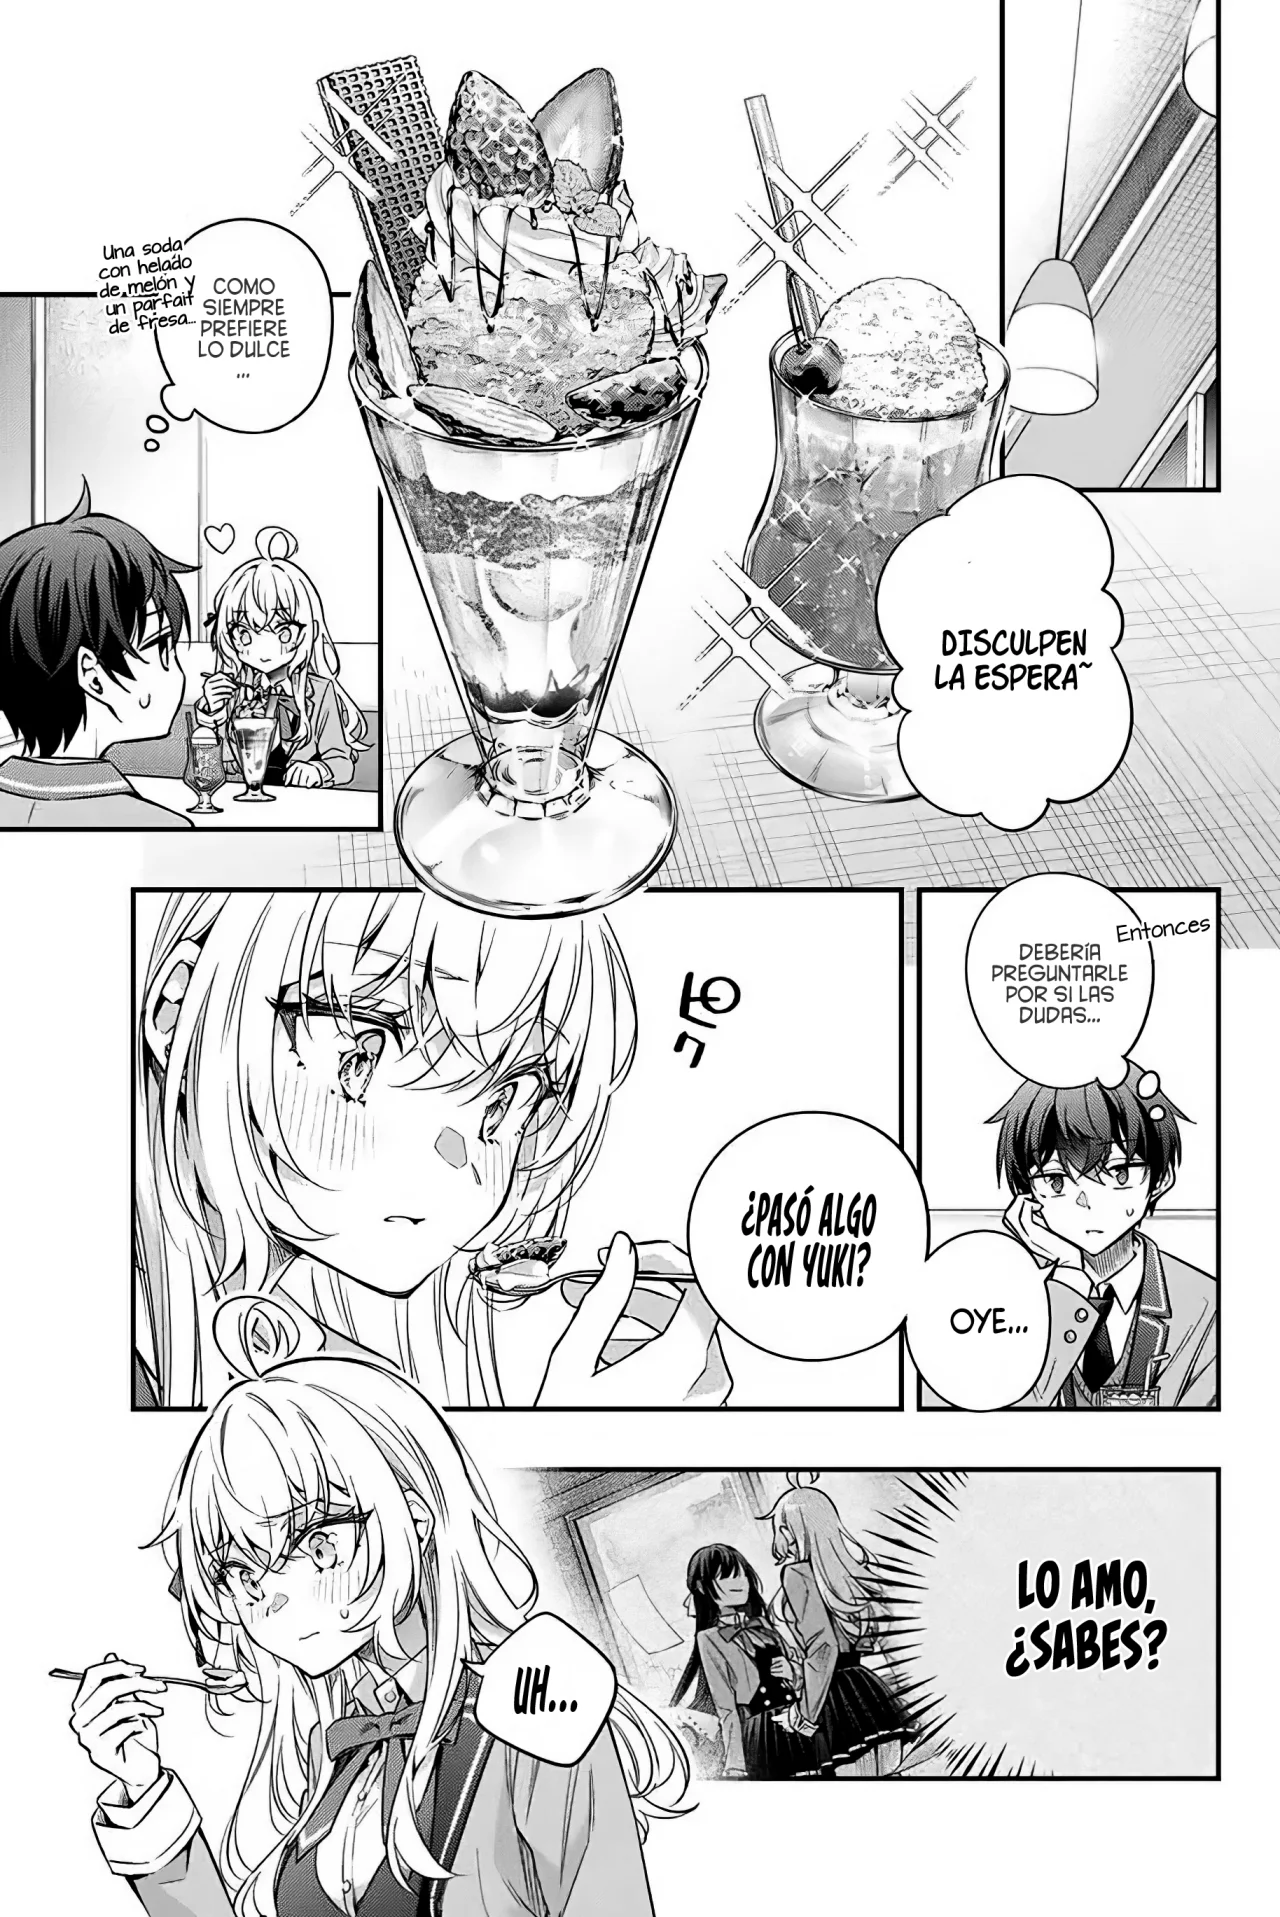 DISCULPEN
LA ESPERA~
COMO
SIEMPRE
PREFIERE
LO DULCE
...
Una soda
con helado
de melón y
un parfait
de fresa...
Entonces
DEBERÍA
PREGUNTARLE
POR SI LAS
DUDAS...
OYE...
¿PASÓ ALGO
CON YUKI?
LO AMO,
¿SABES?
UH...